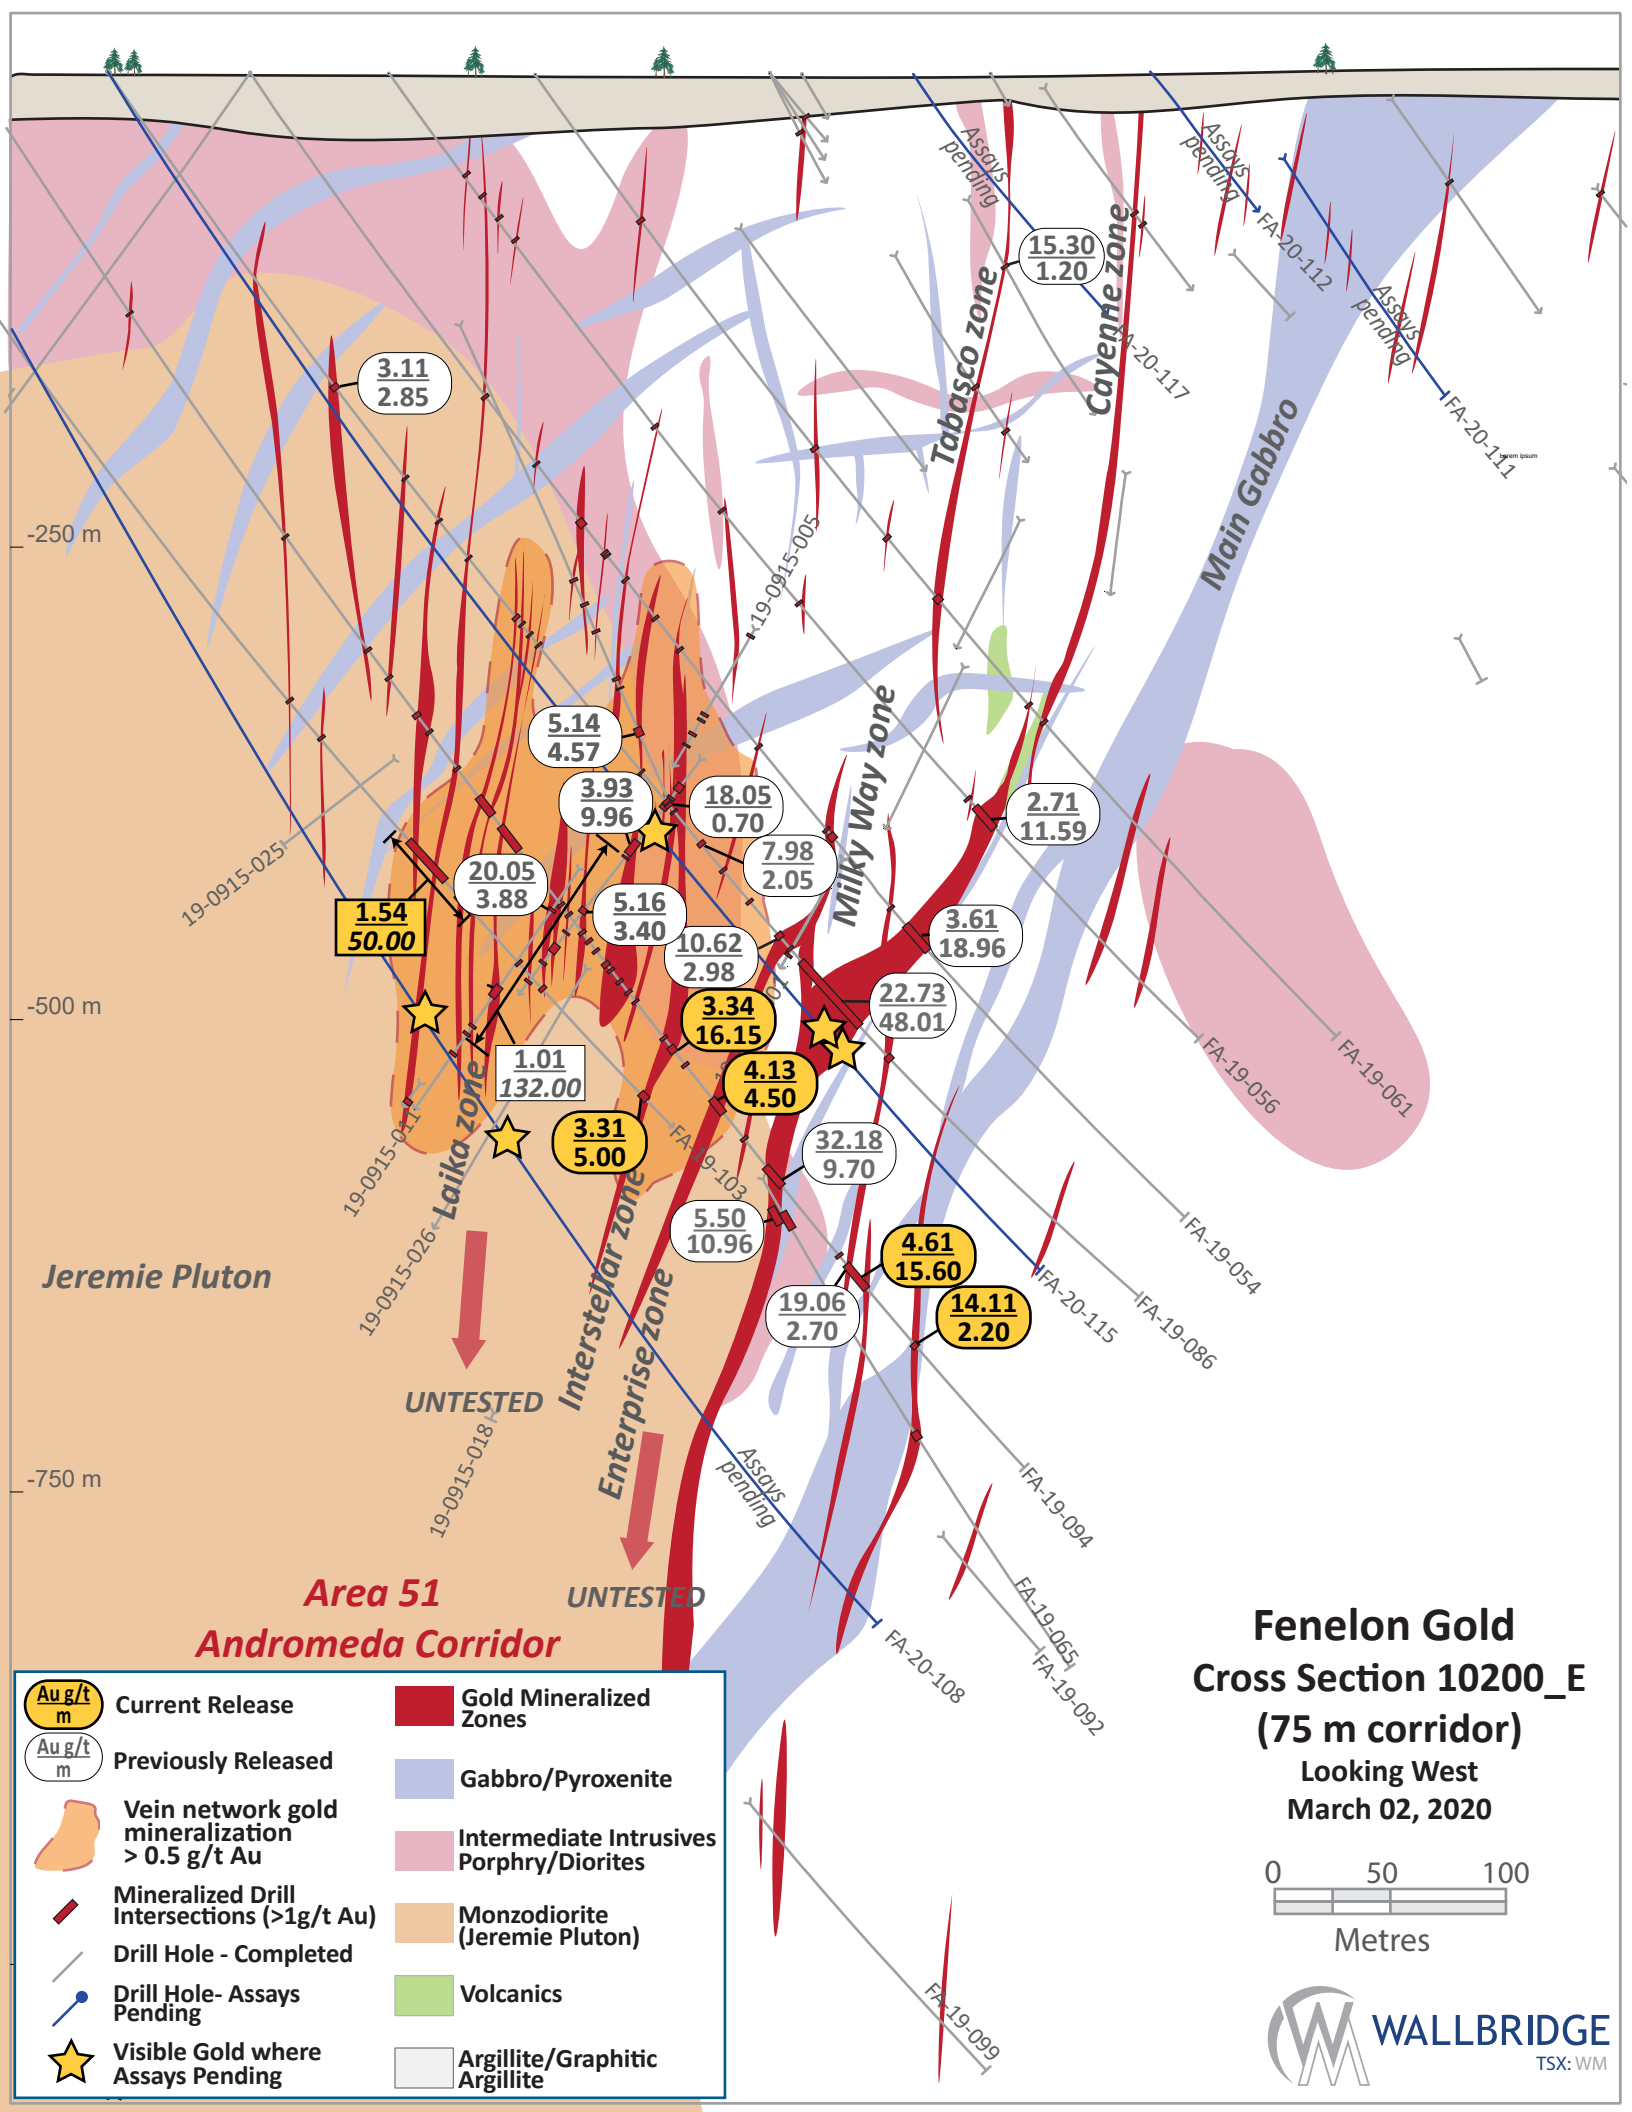 Assays
pending
Assays
pending
FA-20-112
15.30
1.20
Assays
pending
FA-20-117
FA-20-111
Lorem ipsum
Tabasco zone
Cayenne zone
Main Gabbro
3.11
2.85
-250 m
19-0915-005
5.14
4.57
3.93
9.96
18.05
0.70
7.98
2.05
Milky Way zone
2.71
11.59
19-0915-025
20.05
3.88
1.54
50.00
5.16
3.40
10.62
2.98
3.61
18.96
22.73
48.01
-500 m
3.34
16.15
4.13
4.50
1.01
132.00
3.31
5.00
FA-19-056
FA-19-061
19-0915-011
Laika zone
FA-19-103
32.18
9.70
5.50
10.96
4.61
15.60
14.11
2.20
19.06
2.70
FA-19-054
FA-20-115
FA-19-086
Jeremie Pluton
19-0915-026
Interstellar zone
Enterprise zone
UNTESTED
19-0915-018
-750 m
Assays
pending
FA-19-094
UNTESTED
FA-19-065
FA-19-092
FA-20-108
FA-19-099
Area 51
Andromeda Corridor
Au g/t
m
Current Release
Au g/t
m
Previously Released
Vein network gold
mineralization
> 0.5 g/t Au
Mineralized Drill
Intersections (>1g/t Au)
Drill Hole - Completed
Drill Hole- Assays
Pending
Visible Gold where
Assays Pending
Gold Mineralized
Zones
Gabbro/Pyroxenite
Intermediate Intrusives
Porphry/Diorites
Monzodiorite
(Jeremie Pluton)
Volcanics
Argillite/Graphitic
Argillite
Fenelon Gold
Cross Section 10200_E
(75 m corridor)
Looking West
March 02, 2020
0 50 100
Metres
WALLBRIDGE
TSX: WM